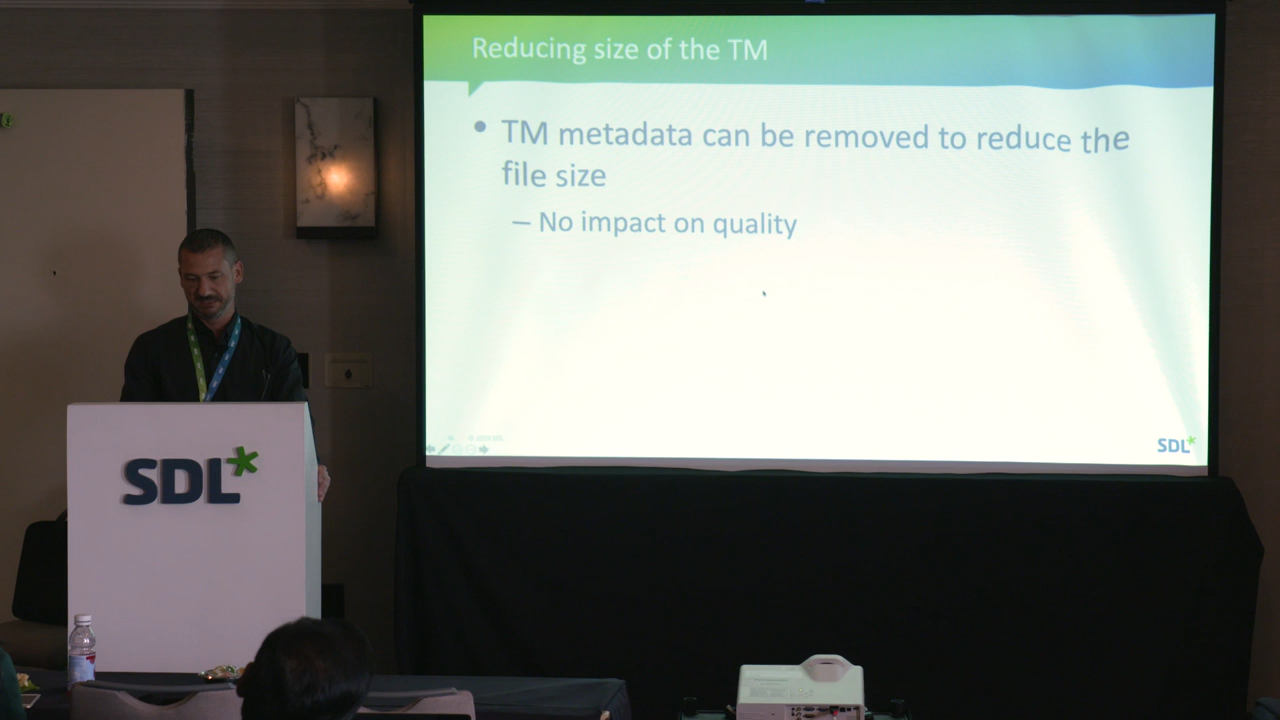 Reducing size of the TM
• TM metadata can be removed to reduce the
file size
– No impact on quality
SDL*
SDL*